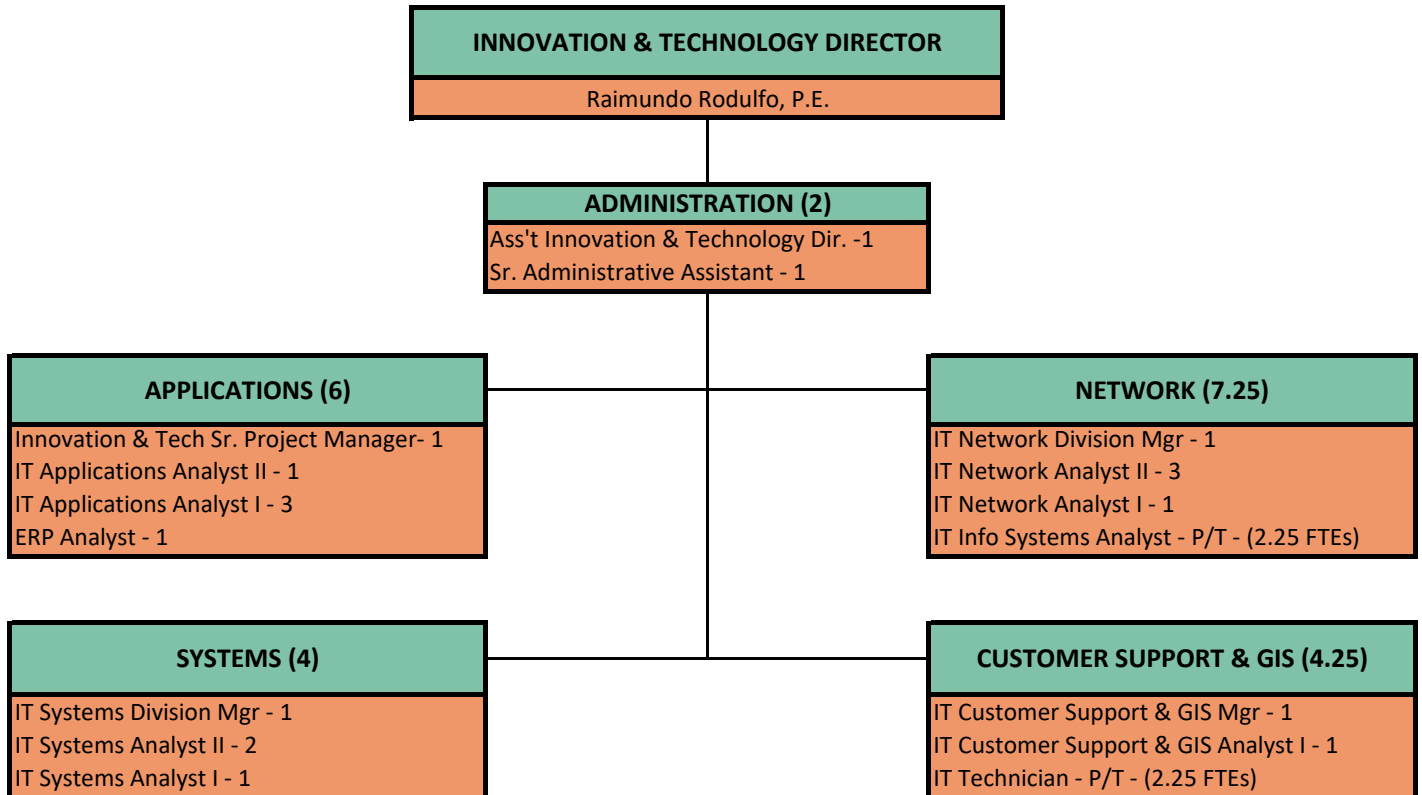 INNOVATION & TECHNOLOGY DIRECTOR
Raimundo Rodulfo, P.E.
ADMINISTRATION (2)
Ass't Innovation & Technology Dir. -1
Sr. Administrative Assistant - 1
APPLICATIONS (6)
Innovation & Tech Sr. Project Manager- 1
IT Applications Analyst II - 1
IT Applications Analyst I - 3
ERP Analyst - 1
NETWORK (7.25)
IT Network Division Mgr - 1
IT Network Analyst II - 3
IT Network Analyst I - 1
IT Info Systems Analyst - P/T - (2.25 FTEs)
SYSTEMS (4)
IT Systems Division Mgr - 1
IT Systems Analyst II - 2
IT Systems Analyst I - 1
CUSTOMER SUPPORT & GIS (4.25)
IT Customer Support & GIS Mgr - 1
IT Customer Support & GIS Analyst I - 1
IT Technician - P/T - (2.25 FTEs)